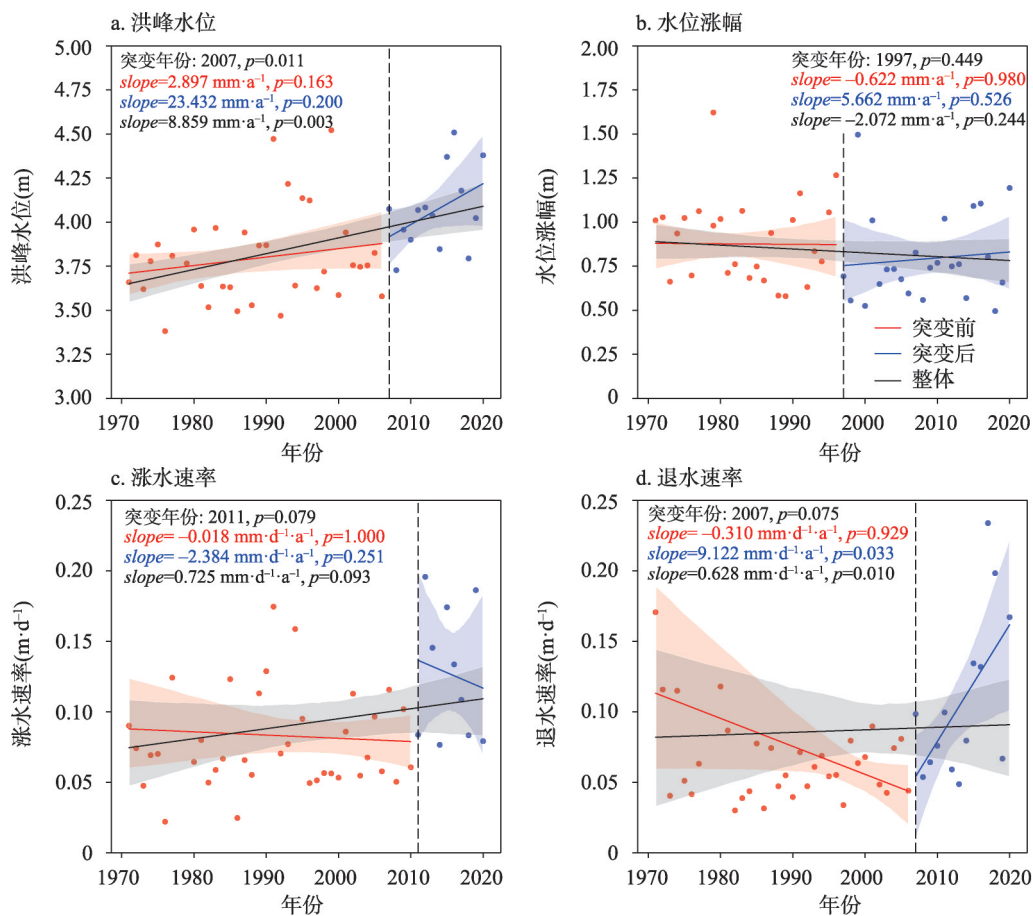 a. 洪峰水位
突变年份: 2007, p=0.011
slope=2.897 mm·a⁻¹, p=0.163
slope=23.432 mm·a⁻¹, p=0.200
slope=8.859 mm·a⁻¹, p=0.003
洪峰水位(m)
5.00
4.75
4.50
4.25
4.00
3.75
3.50
3.25
3.00
1970
1980
1990
2000
2010
2020
年份
b. 水位涨幅
突变年份: 1997, p=0.449
slope= –0.622 mm·a⁻¹, p=0.980
slope=5.662 mm·a⁻¹, p=0.526
slope= –2.072 mm·a⁻¹, p=0.244
水位涨幅(m)
2.00
1.75
1.50
1.25
1.00
0.75
0.50
0.25
0
突变前
突变后
整体
1970
1980
1990
2000
2010
2020
年份
c. 涨水速率
突变年份: 2011, p=0.079
slope= –0.018 mm·d⁻¹·a⁻¹, p=1.000
slope= –2.384 mm·d⁻¹·a⁻¹, p=0.251
slope=0.725 mm·d⁻¹·a⁻¹, p=0.093
涨水速率(m·d⁻¹)
0.25
0.20
0.15
0.10
0.05
0
1970
1980
1990
2000
2010
2020
年份
d. 退水速率
突变年份: 2007, p=0.075
slope= –0.310 mm·d⁻¹·a⁻¹, p=0.929
slope=9.122 mm·d⁻¹·a⁻¹, p=0.033
slope=0.628 mm·d⁻¹·a⁻¹, p=0.010
退水速率(m·d⁻¹)
0.25
0.20
0.15
0.10
0.05
0
1970
1980
1990
2000
2010
2020
年份